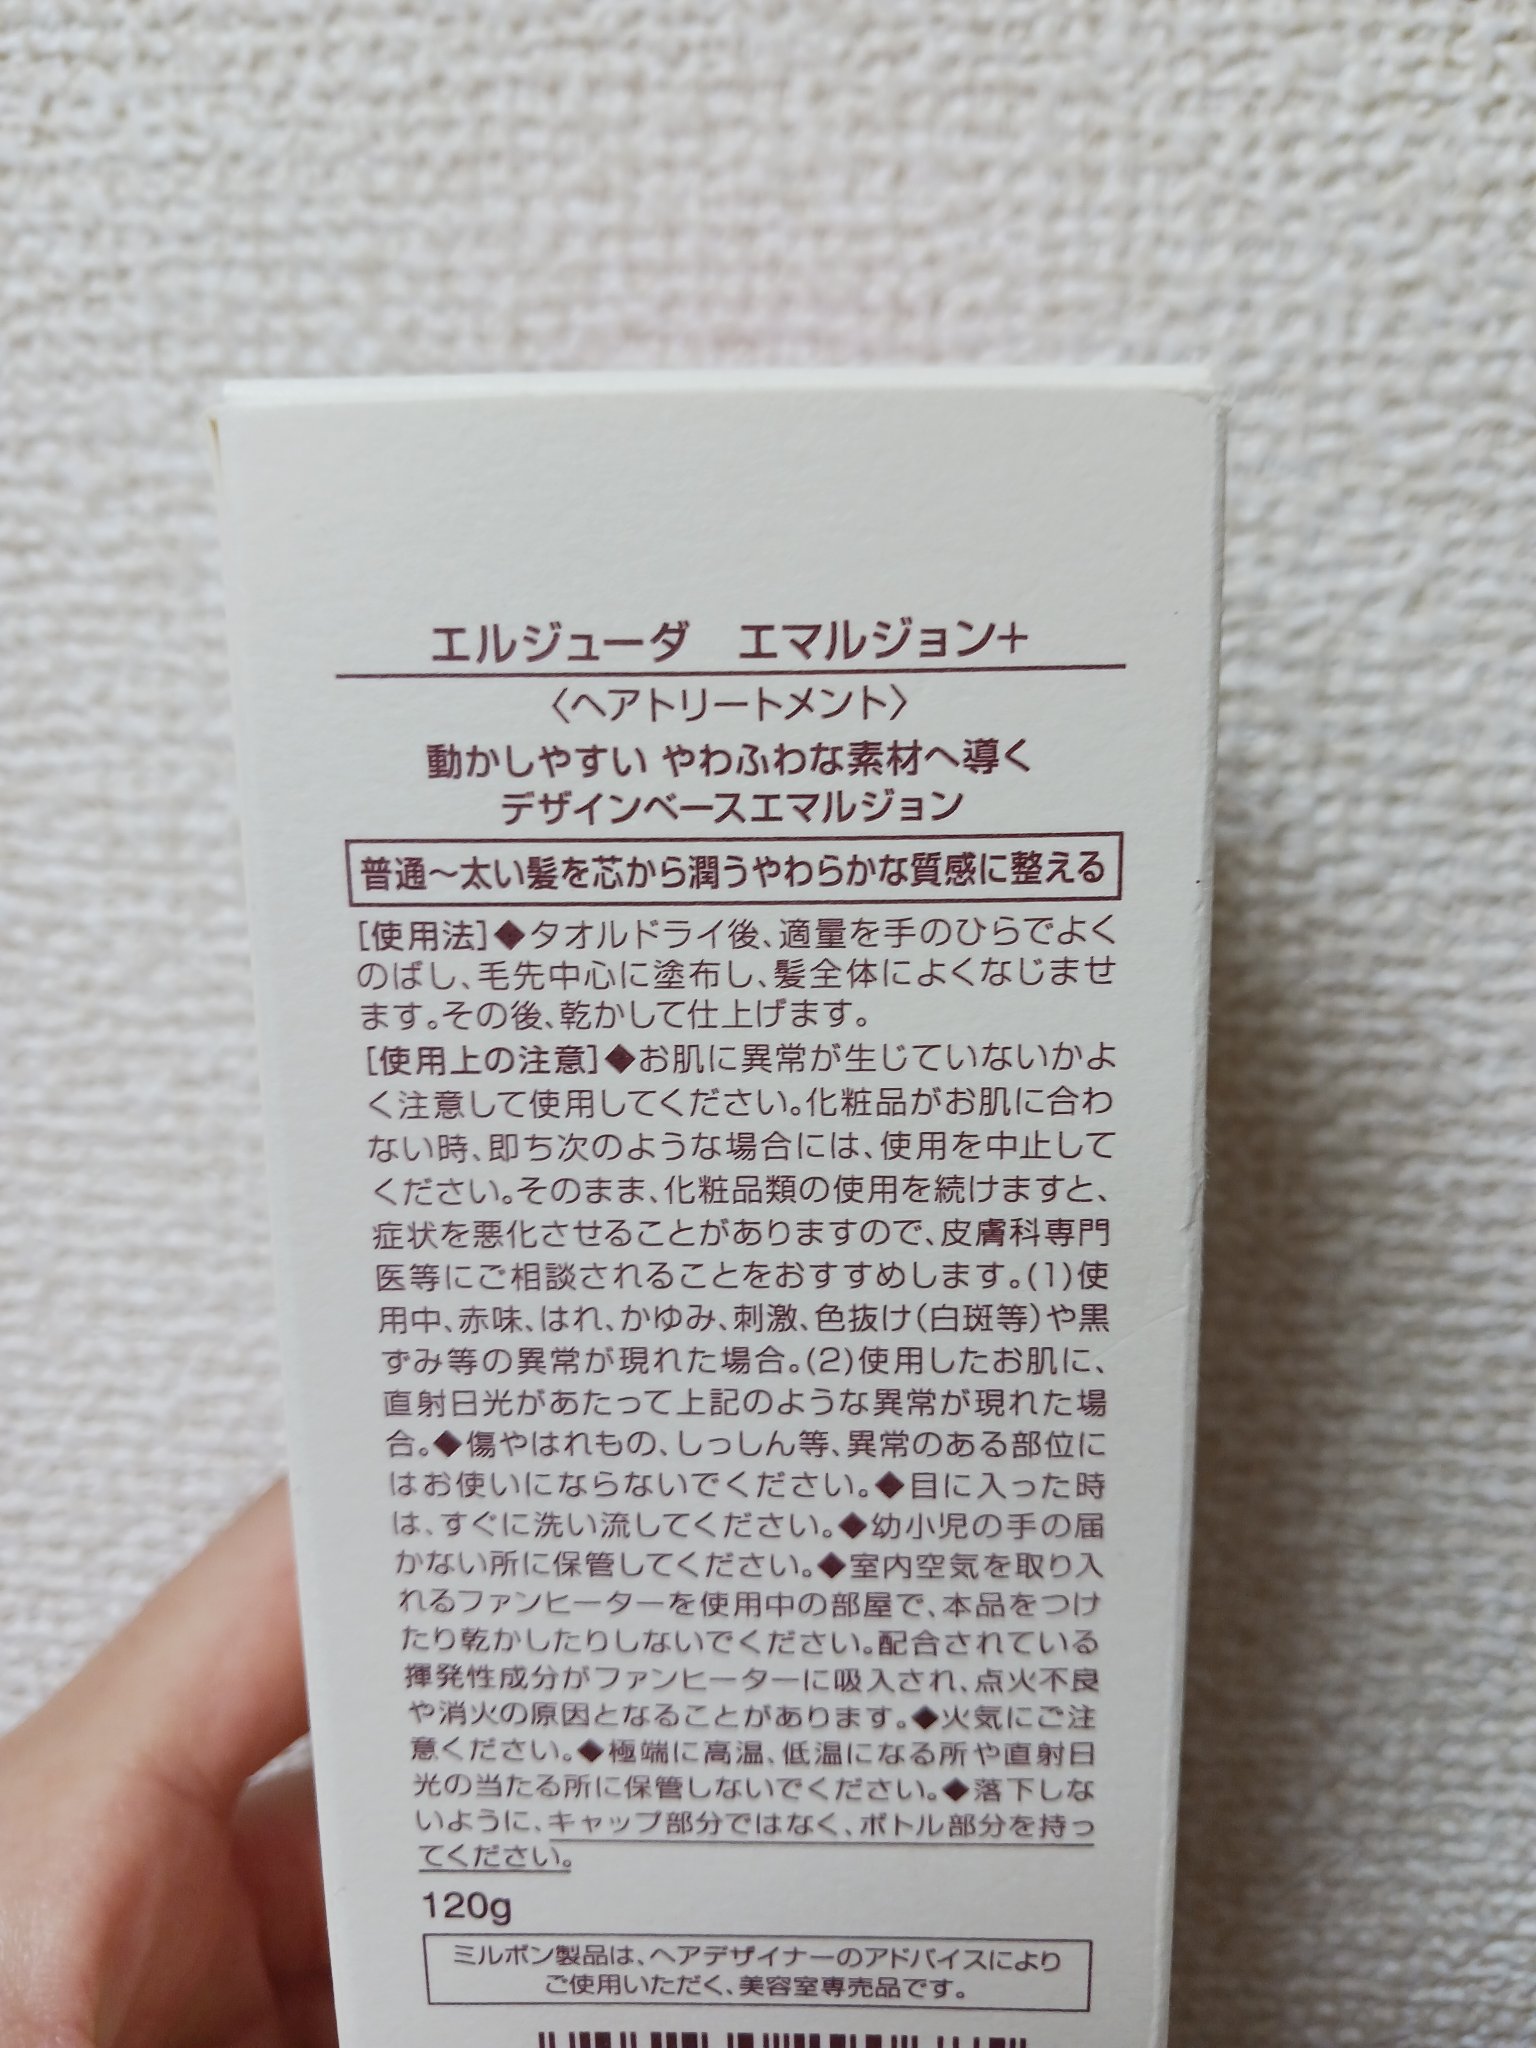 エルジューダ　エマルジョン+
〈ヘアトリートメント〉
動かしやすい やわふわな素材へ導く
デザインベースエマルジョン
普通〜太い髪を芯から潤うやわらかな質感に整える
[使用法]◆タオルドライ後、適量を手のひらでよく
のばし、毛先中心に塗布し、髪全体によくなじませ
ます。その後、乾かして仕上げます。
[使用上の注意]◆お肌に異常が生じていないかよ
く注意して使用してください。化粧品がお肌に合わ
ない時、即ち次のような場合には、使用を中止して
ください。そのまま、化粧品類の使用を続けますと、
症状を悪化させることがありますので、皮膚科専門
医等にご相談されることをおすすめします。(1)使
用中、赤味、はれ、かゆみ、刺激、色抜け(白斑等)や黒
ずみ等の異常が現れた場合。(2)使用したお肌に、
直射日光があたって上記のような異常が現れた場
合。◆傷やはれもの、しっしん等、異常のある部位に
はお使いにならないでください。◆目に入った時
は、すぐに洗い流してください。◆幼小児の手の届
かない所に保管してください。◆室内空気を取り入
れるファンヒーターを使用中の部屋で、本品をつけ
たり乾かしたりしないでください。配合されている
揮発性成分がファンヒーターに吸入され、点火不良
や消火の原因となることがあります。◆火気にご注
意ください。◆極端に高温、低温になる所や直射日
光の当たる所に保管しないでください。◆落下しな
いように、キャップ部分ではなく、ボトル部分を持っ
てください。
120g
ミルボン製品は、ヘアデザイナーのアドバイスにより
ご使用いただく、美容室専売品です。